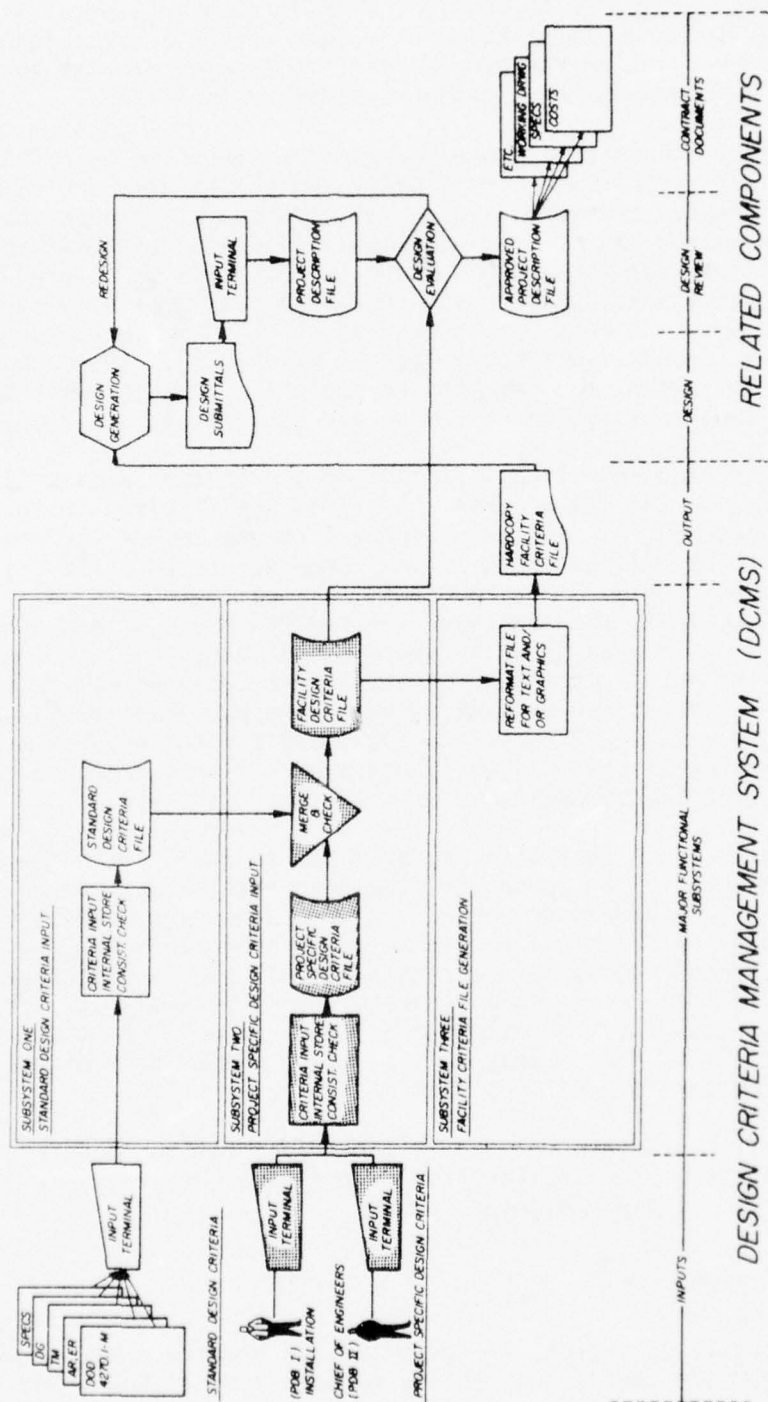 SPECS
DG
TM
AR,ER
DOD
4270.1-M
INPUT
TERMINAL
STANDARD DESIGN CRITERIA
(PDB I)
INSTALLATION
INPUT
TERMINAL
CHIEF OF ENGINEERS
(PDB II)
INPUT
TERMINAL
PROJECT SPECIFIC DESIGN CRITERIA
SUBSYSTEM ONE
STANDARD DESIGN CRITERIA INPUT
CRITERIA INPUT
INTERNAL STORE
CONSIST. CHECK
STANDARD
DESIGN
CRITERIA
FILE
SUBSYSTEM TWO
PROJECT SPECIFIC DESIGN CRITERIA INPUT
CRITERIA INPUT
INTERNAL STORE
CONSIST. CHECK
PROJECT
SPECIFIC
DESIGN
CRITERIA
FILE
MERGE
&
CHECK
FACILITY
DESIGN
CRITERIA
FILE
SUBSYSTEM THREE
FACILITY CRITERIA FILE GENERATION
REFORMAT FILE
FOR TEXT AND/
OR GRAPHICS
HARDCOPY
FACILITY
CRITERIA
FILE
DESIGN
GENERATION
REDESIGN
DESIGN
SUBMITTALS
INPUT
TERMINAL
PROJECT
DESCRIPTION
FILE
DESIGN
EVALUATION
APPROVED
PROJECT
DESCRIPTION
FILE
ETC
WORKING DRWG
SPECS
COSTS
INPUTS
MAJOR FUNCTIONAL
SUBSYSTEMS
OUTPUT
DESIGN
DESIGN
REVIEW
CONTRACT
DOCUMENTS
DESIGN CRITERIA MANAGEMENT SYSTEM (DCMS)
RELATED COMPONENTS